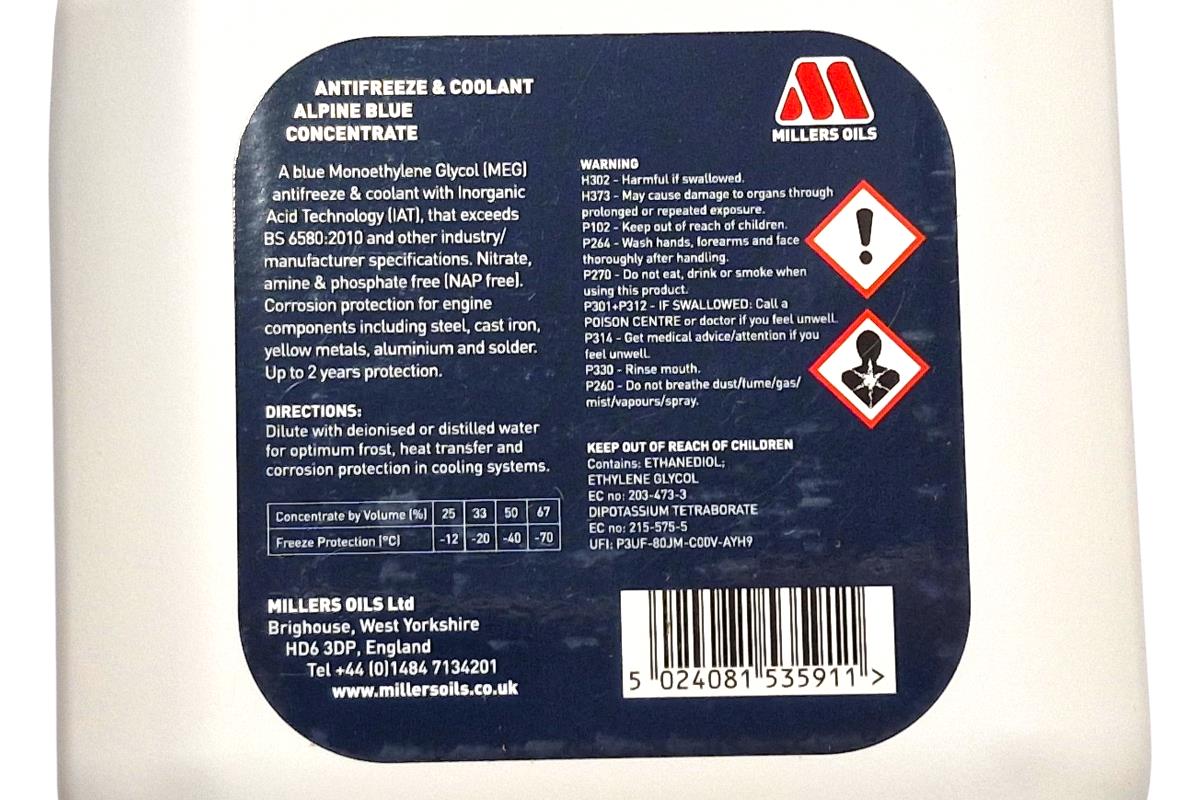 ANTIFREEZE & COOLANT
ALPINE BLUE
CONCENTRATE
A blue Monoethylene Glycol (MEG)
antifreeze & coolant with Inorganic
Acid Technology (IAT), that exceeds
BS 6580:2010 and other industry/
manufacturer specifications. Nitrate,
amine & phosphate free (NAP free).
Corrosion protection for engine
components including steel, cast iron,
yellow metals, aluminium and solder.
Up to 2 years protection.
DIRECTIONS:
Dilute with deionised or distilled water
for optimum frost, heat transfer and
corrosion protection in cooling systems.
Concentrate by Volume (%) 25 33 50 67
Freeze Protection (°C) -12 -20 -40 -70
MILLERS OILS Ltd
Brighouse, West Yorkshire
HD6 3DP, England
Tel +44 (0)1484 7134201
www.millersoils.co.uk
MILLERS OILS
WARNING
H302 - Harmful if swallowed.
H373 - May cause damage to organs through
prolonged or repeated exposure.
P102 - Keep out of reach of children.
P264 - Wash hands, forearms and face
thoroughly after handling.
P270 - Do not eat, drink or smoke when
using this product.
P301+P312 - IF SWALLOWED: Call a
POISON CENTRE or doctor if you feel unwell.
P314 - Get medical advice/attention if you
feel unwell.
P330 - Rinse mouth.
P260 - Do not breathe dust/fume/gas/
mist/vapours/spray.
KEEP OUT OF REACH OF CHILDREN
Contains: ETHANEDIOL;
ETHYLENE GLYCOL
EC no: 203-473-3
DIPOTASSIUM TETRABORATE
EC no: 215-575-5
UFI: P3UF-80JM-C00V-AYH9
5 024081 535911 >